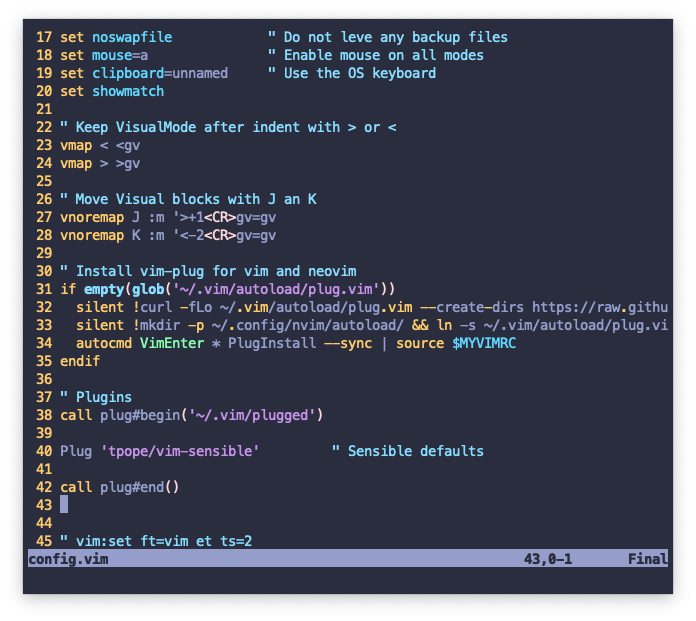 17 set noswapfile            " Do not leve any backup files
18 set mouse=a               " Enable mouse on all modes
19 set clipboard=unnamed     " Use the OS keyboard
20 set showmatch
21
22 " Keep VisualMode after indent with > or <
23 vmap < <gv
24 vmap > >gv
25
26 " Move Visual blocks with J an K
27 vnoremap J :m '>+1<CR>gv=gv
28 vnoremap K :m '<-2<CR>gv=gv
29
30 " Install vim-plug for vim and neovim
31 if empty(glob('~/.vim/autoload/plug.vim'))
32   silent !curl -fLo ~/.vim/autoload/plug.vim --create-dirs https://raw.githu
33   silent !mkdir -p ~/.config/nvim/autoload/ && ln -s ~/.vim/autoload/plug.vi
34   autocmd VimEnter * PlugInstall --sync | source $MYVIMRC
35 endif
36
37 " Plugins
38 call plug#begin('~/.vim/plugged')
39
40 Plug 'tpope/vim-sensible'         " Sensible defaults
41
42 call plug#end()
43
44
45 " vim:set ft=vim et ts=2
config.vim                                                    43,0-1       Final